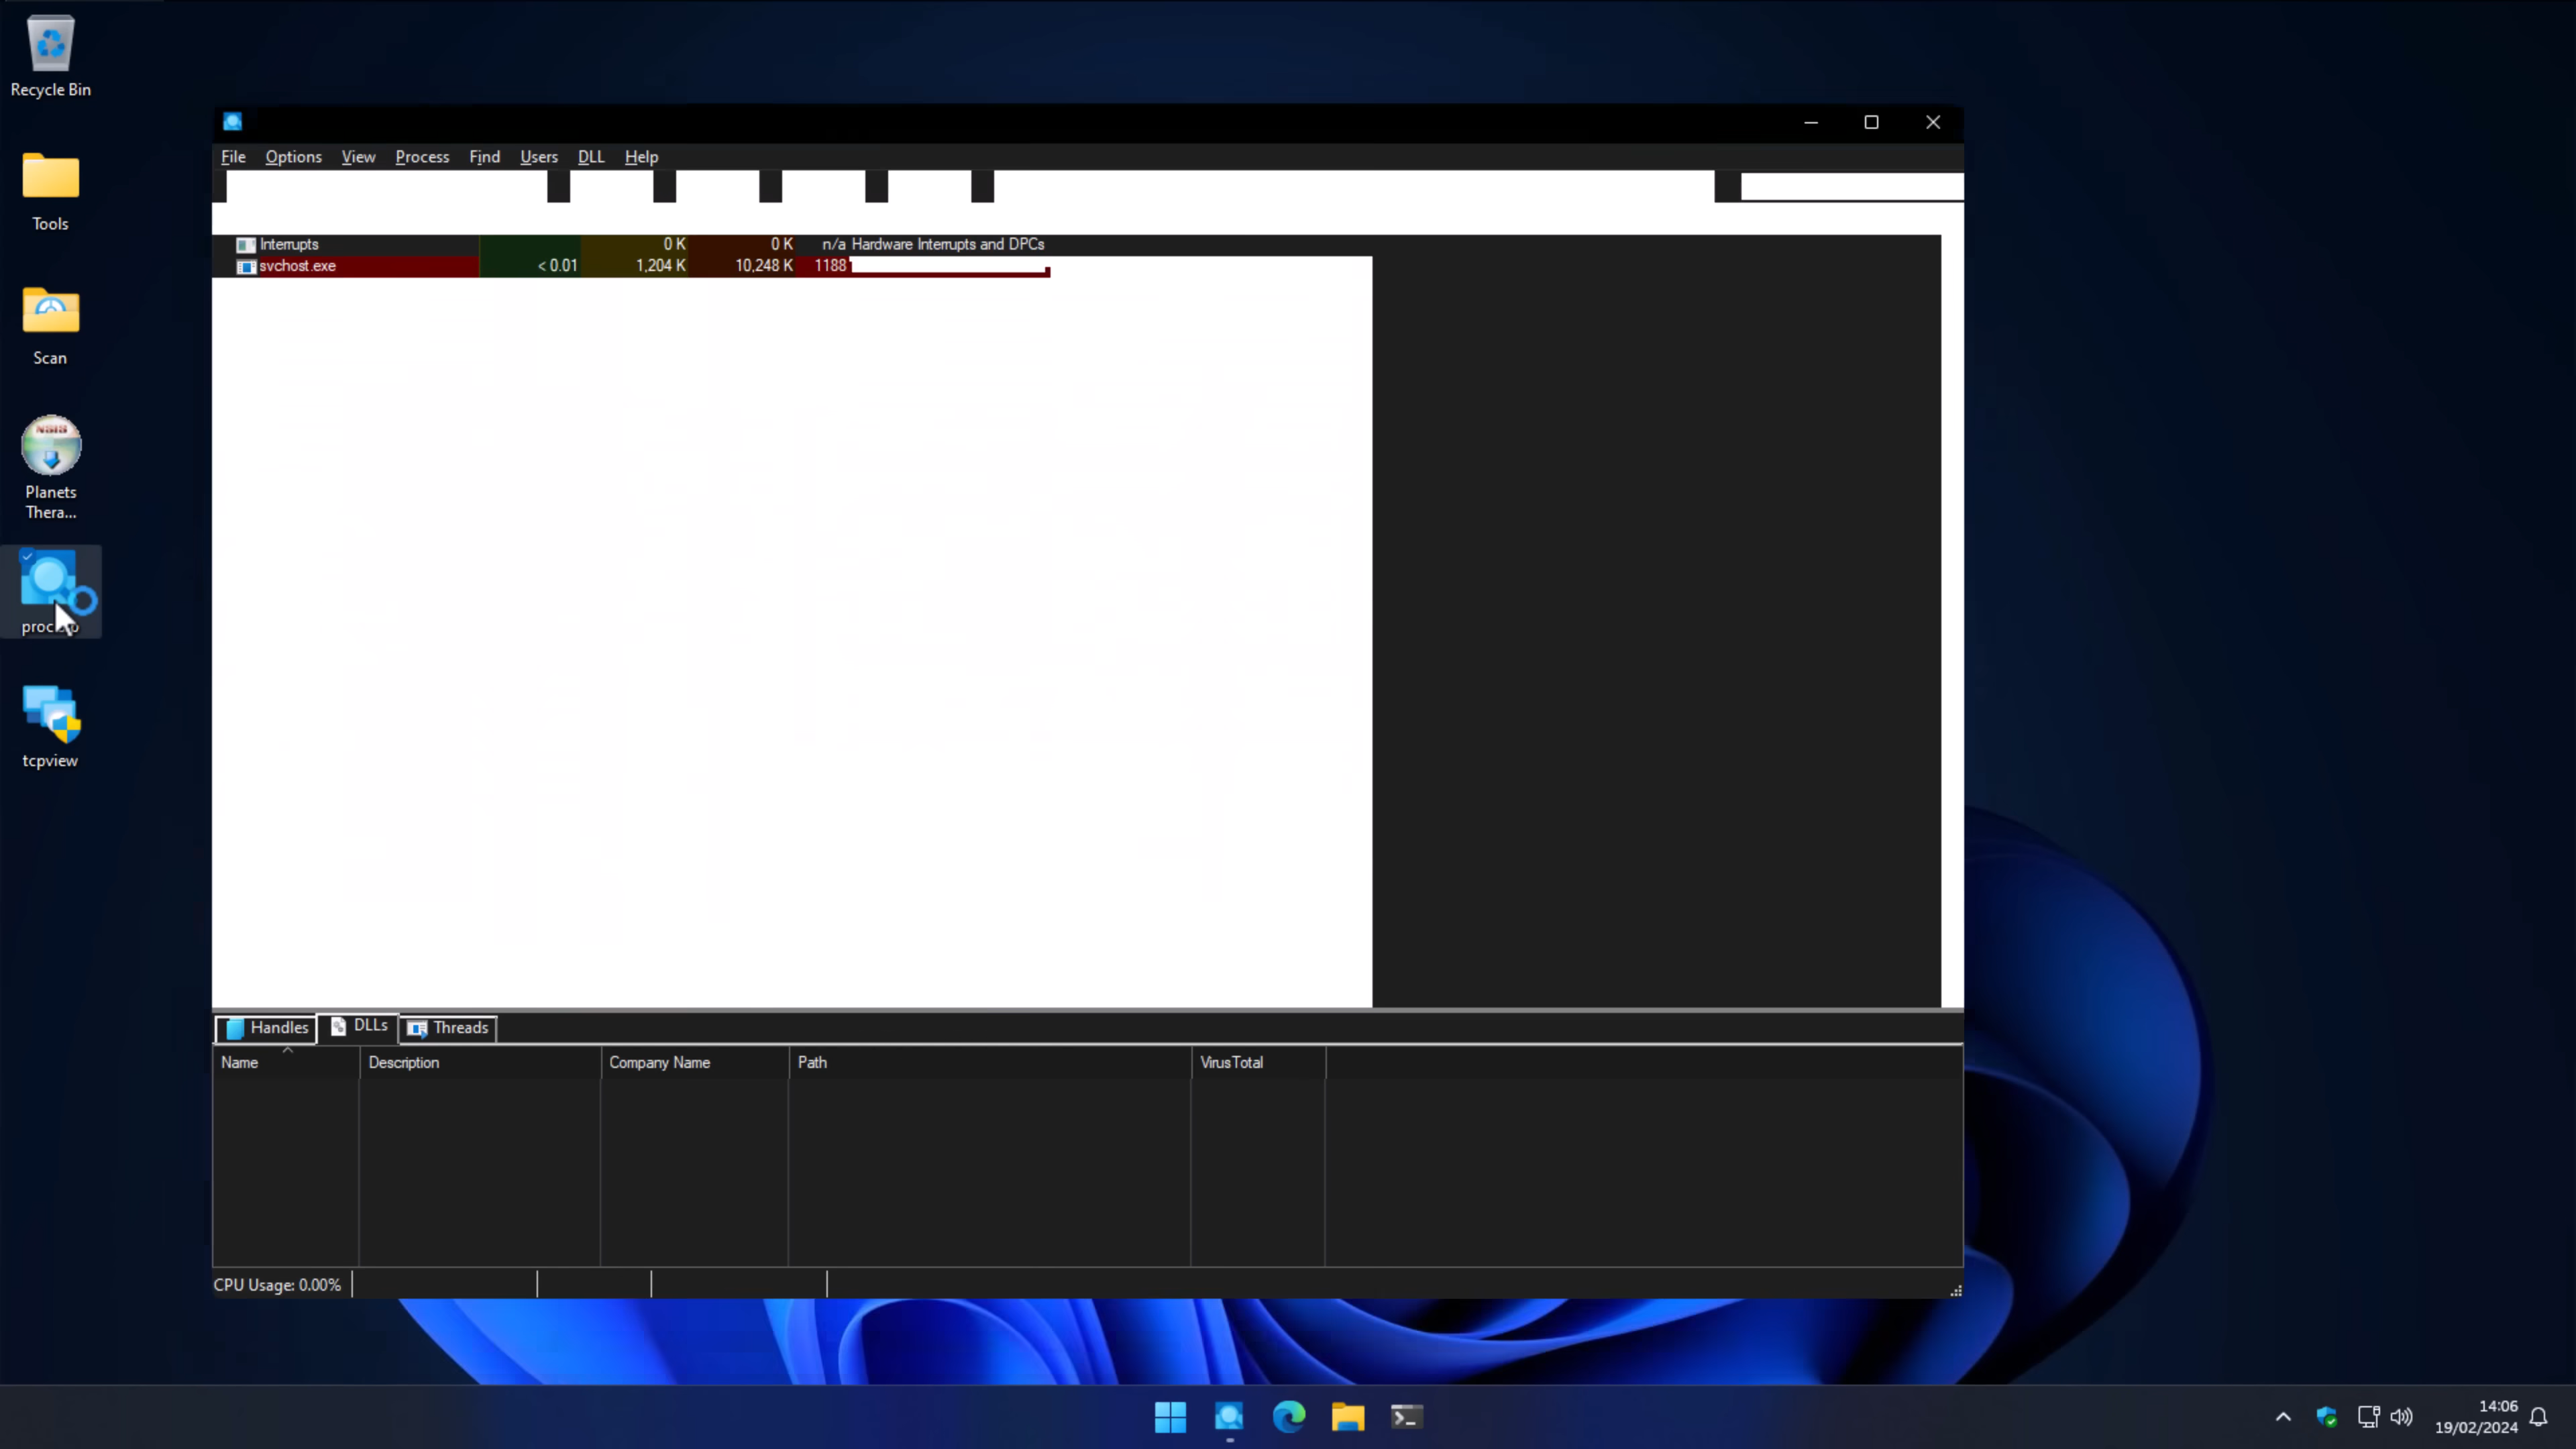 Recycle Bin
Tools
Scan
NSIS
Planets
Thera...
tcpview
File Options View Process Find Users DLL Help
Interrupts 0 K 0 K n/a Hardware Interrupts and DPCs
svchost.exe < 0.01 1,204 K 10,248 K 1188
Handles DLLs Threads
Name Description Company Name Path VirusTotal
CPU Usage: 0.00%
14:06
19/02/2024